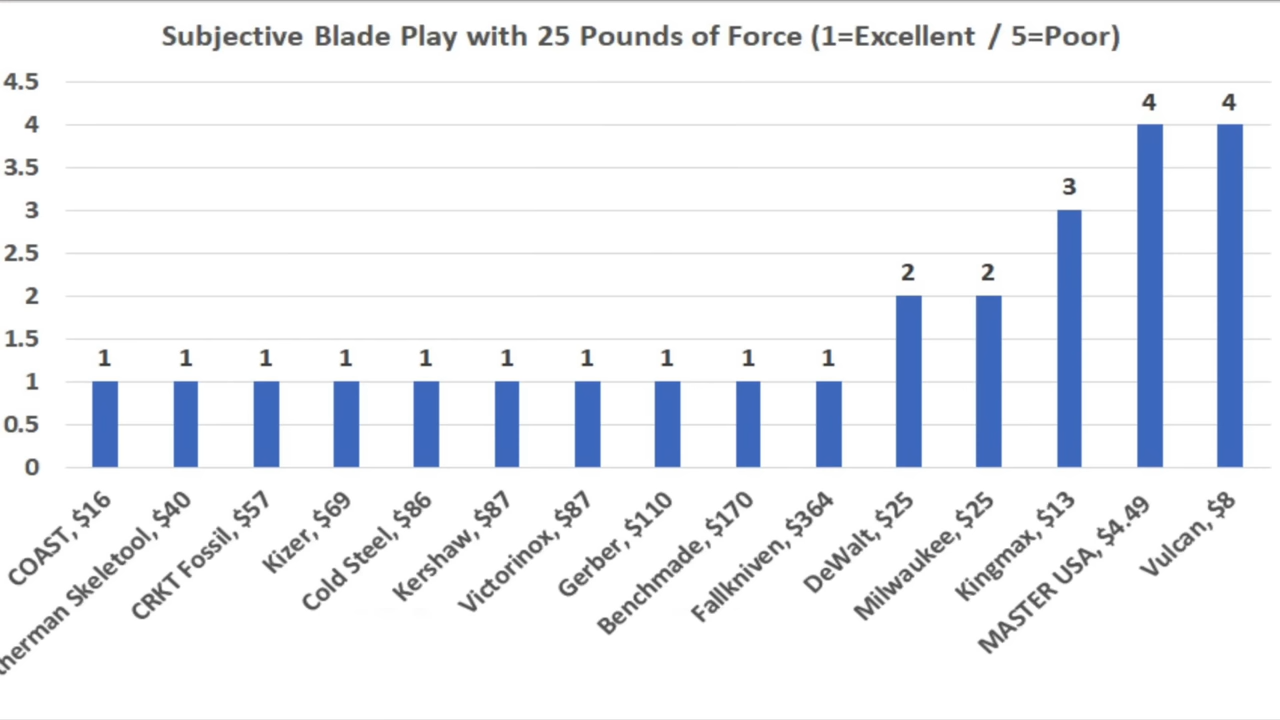 Subjective Blade Play with 25 Pounds of Force (1=Excellent / 5=Poor)
4.5
4
3.5
3
2.5
2
1.5
1
0.5
0
1
1
1
1
1
1
1
1
1
1
2
2
3
4
4
COAST, $16
Skeletool, $40
CRKT Fossil, $57
Kizer, $69
Cold Steel, $86
Kershaw, $87
Victorinox, $87
Gerber, $110
Benchmade, $170
Fallkniven, $364
DeWalt, $25
Milwaukee, $25
Kingmax, $13
MASTER USA, $4.49
Vulcan, $8